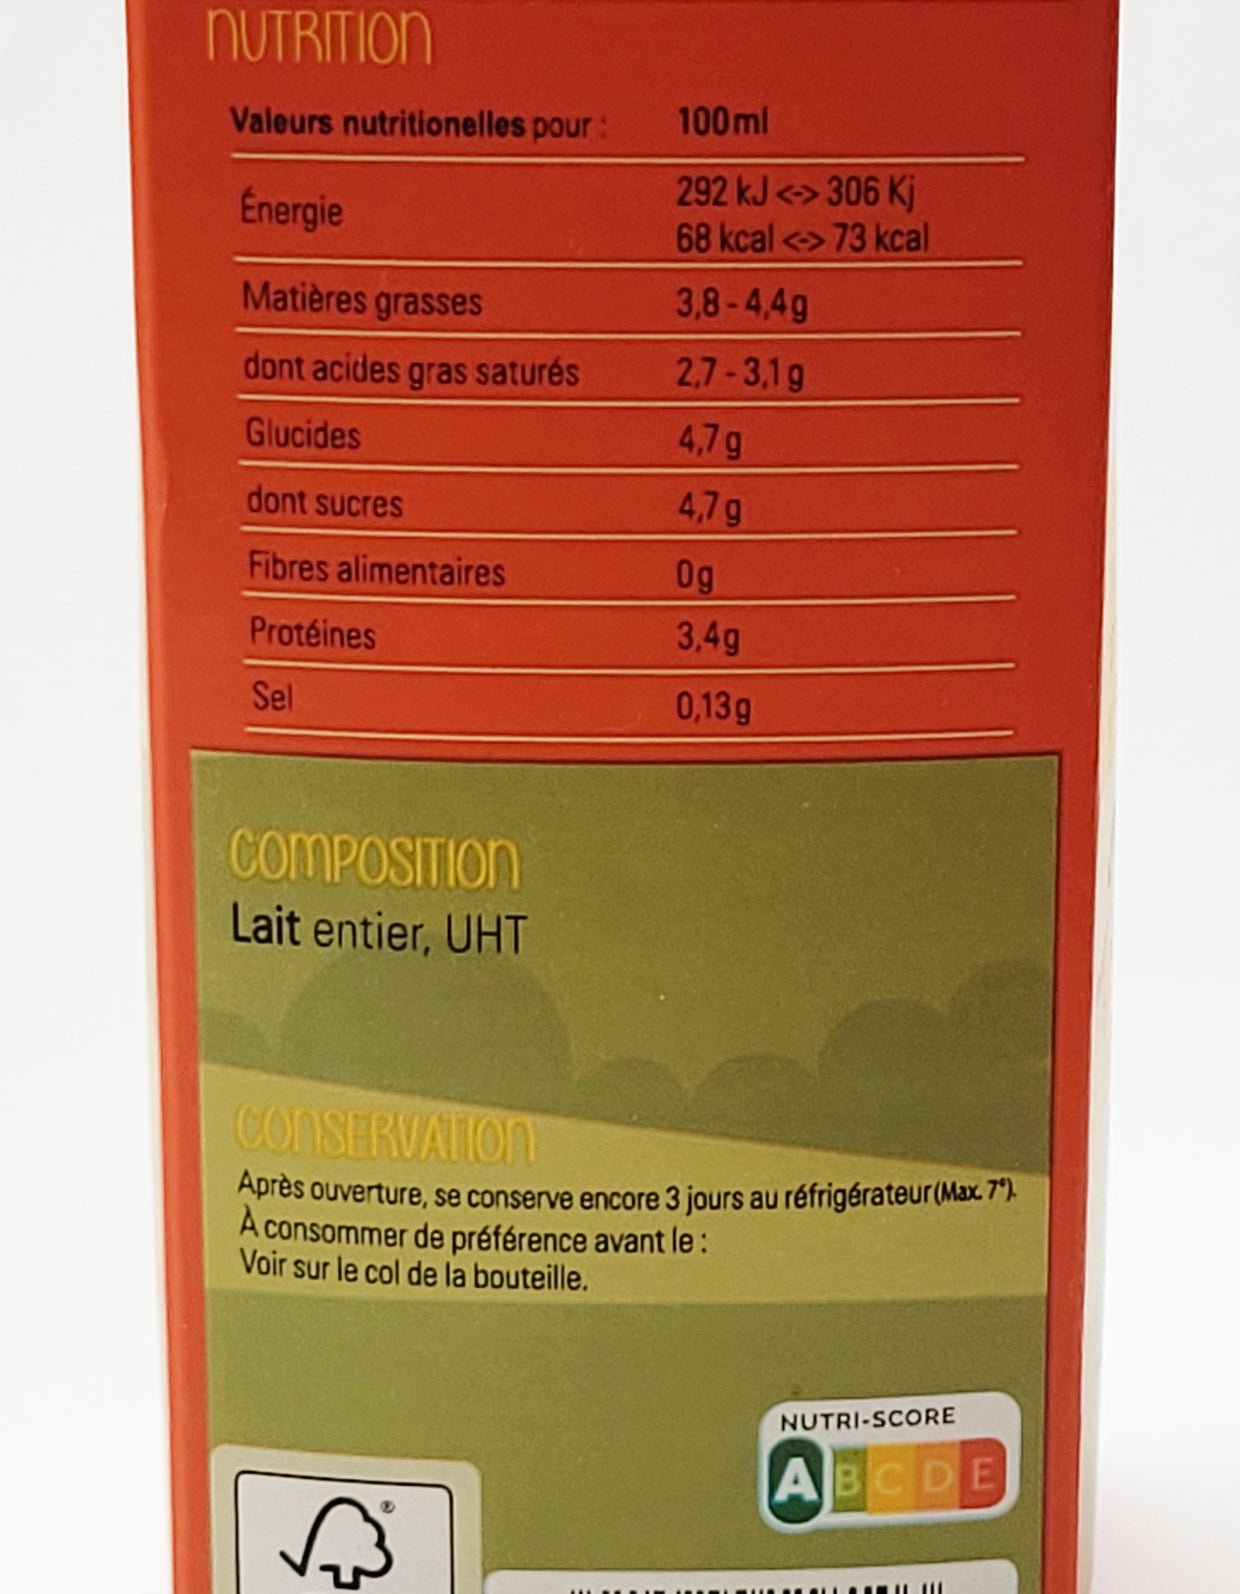 NUTRITION
Valeurs nutritionelles pour : 100ml
Énergie 292 kJ <-> 306 Kj
68 kcal <-> 73 kcal
Matières grasses 3,8 - 4,4g
dont acides gras saturés 2,7 - 3,1g
Glucides 4,7g
dont sucres 4,7g
Fibres alimentaires 0g
Protéines 3,4g
Sel 0,13g
COMPOSITION
Lait entier, UHT
CONSERVATION
Après ouverture, se conserve encore 3 jours au réfrigérateur (Max. 7°).
À consommer de préférence avant le :
Voir sur le col de la bouteille.
NUTRI-SCORE
A B C D E
®